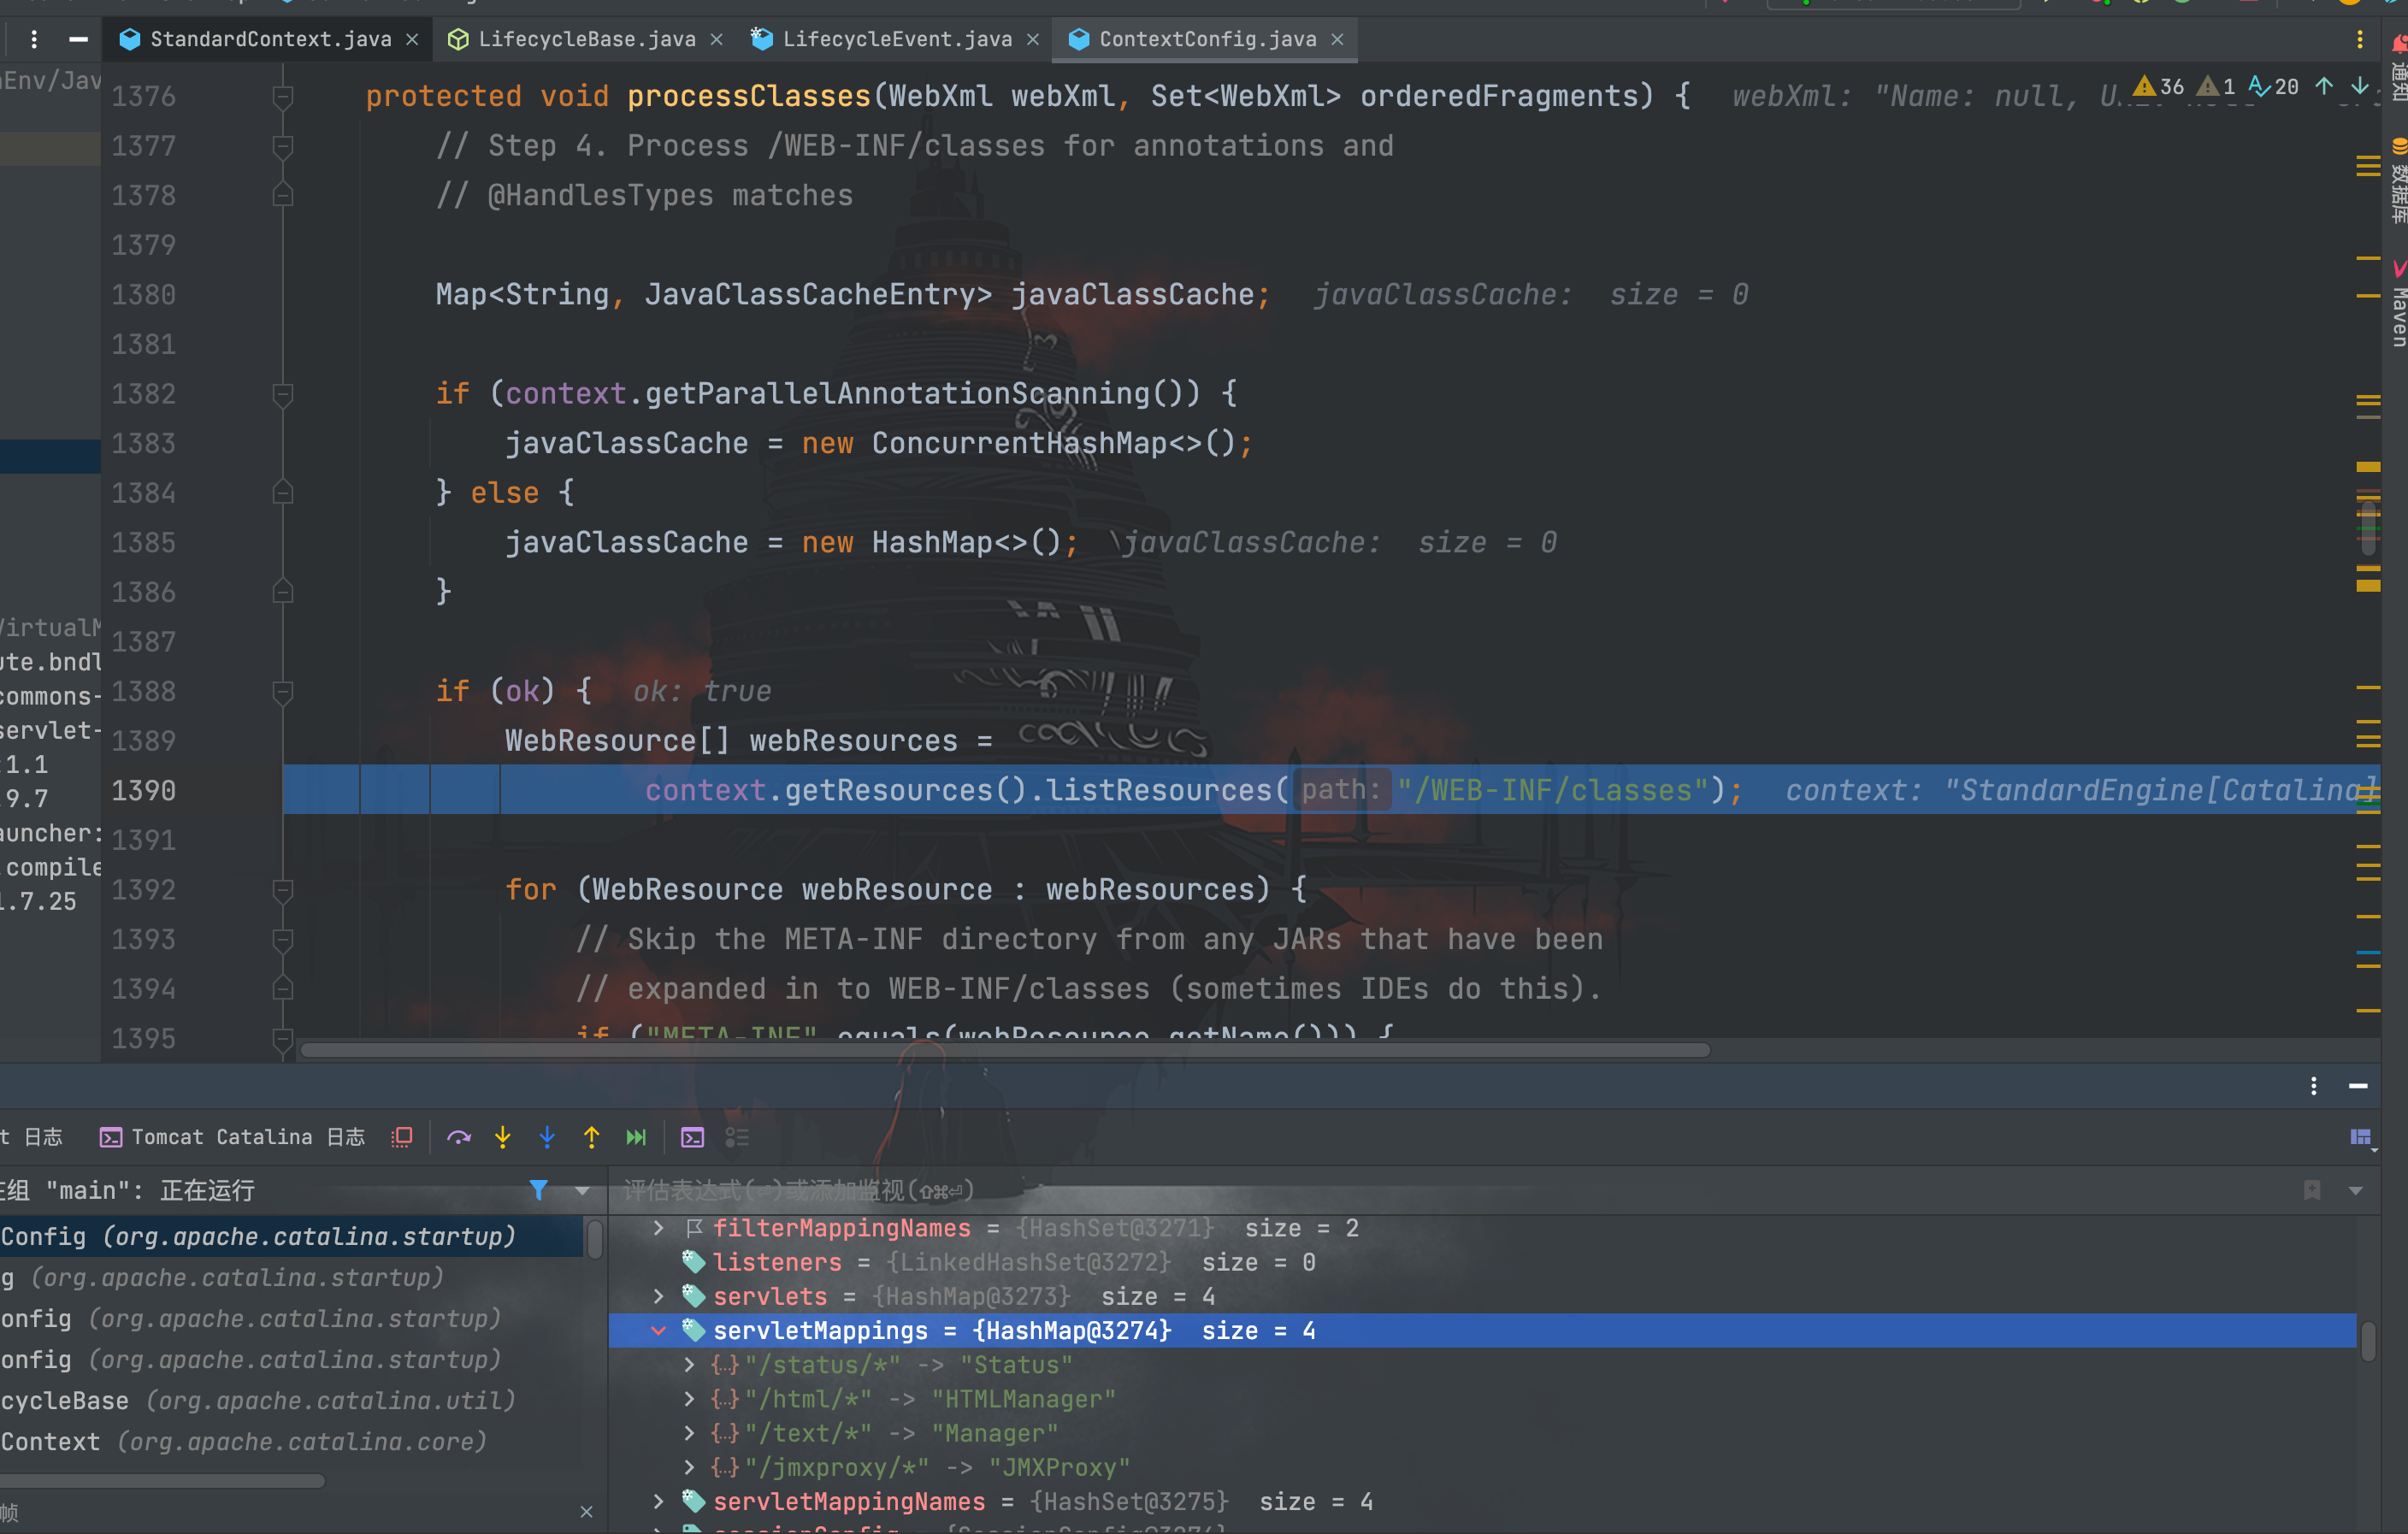 StandardContext.java LifecycleBase.java LifecycleEvent.java ContextConfig.java
1376 protected void processClasses(WebXml webXml, Set<WebXml> orderedFragments) { webXml: "Name: null, 36 1 20
1377 // Step 4. Process /WEB-INF/classes for annotations and
1378 // @HandlesTypes matches
1379
1380 Map<String, JavaClassCacheEntry> javaClassCache; javaClassCache: size = 0
1381
1382 if (context.getParallelAnnotationScanning()) {
1383 javaClassCache = new ConcurrentHashMap<>();
1384 } else {
1385 javaClassCache = new HashMap<>(); javaClassCache: size = 0
1386 }
1387
1388 if (ok) { ok: true
1389 WebResource[] webResources =
1390 context.getResources().listResources( path: "/WEB-INF/classes"); context: "StandardEngine[Catalina]
1391
1392 for (WebResource webResource : webResources) {
1393 // Skip the META-INF directory from any JARs that have been
1394 // expanded in to WEB-INF/classes (sometimes IDEs do this).
1395 if ("META-INF".equals(webResource.getName())) {
nEnv/Jav
VirtualM
ute.bndl
commons-
servlet-
:1.1
.9.7
auncher:
.compile
1.7.25
通知
数据库
Maven
t 日志 Tomcat Catalina 日志
组 "main": 正在运行
评估表达式(⏎)或添加监视(⇧⌘⏎)
Config (org.apache.catalina.startup)
g (org.apache.catalina.startup)
onfig (org.apache.catalina.startup)
onfig (org.apache.catalina.startup)
cycleBase (org.apache.catalina.util)
Context (org.apache.catalina.core)
帧
filterMappingNames = {HashSet@3271} size = 2
listeners = {LinkedHashSet@3272} size = 0
servlets = {HashMap@3273} size = 4
servletMappings = {HashMap@3274} size = 4
"/status/*" -> "Status"
"/html/*" -> "HTMLManager"
"/text/*" -> "Manager"
"/jmxproxy/*" -> "JMXProxy"
servletMappingNames = {HashSet@3275} size = 4